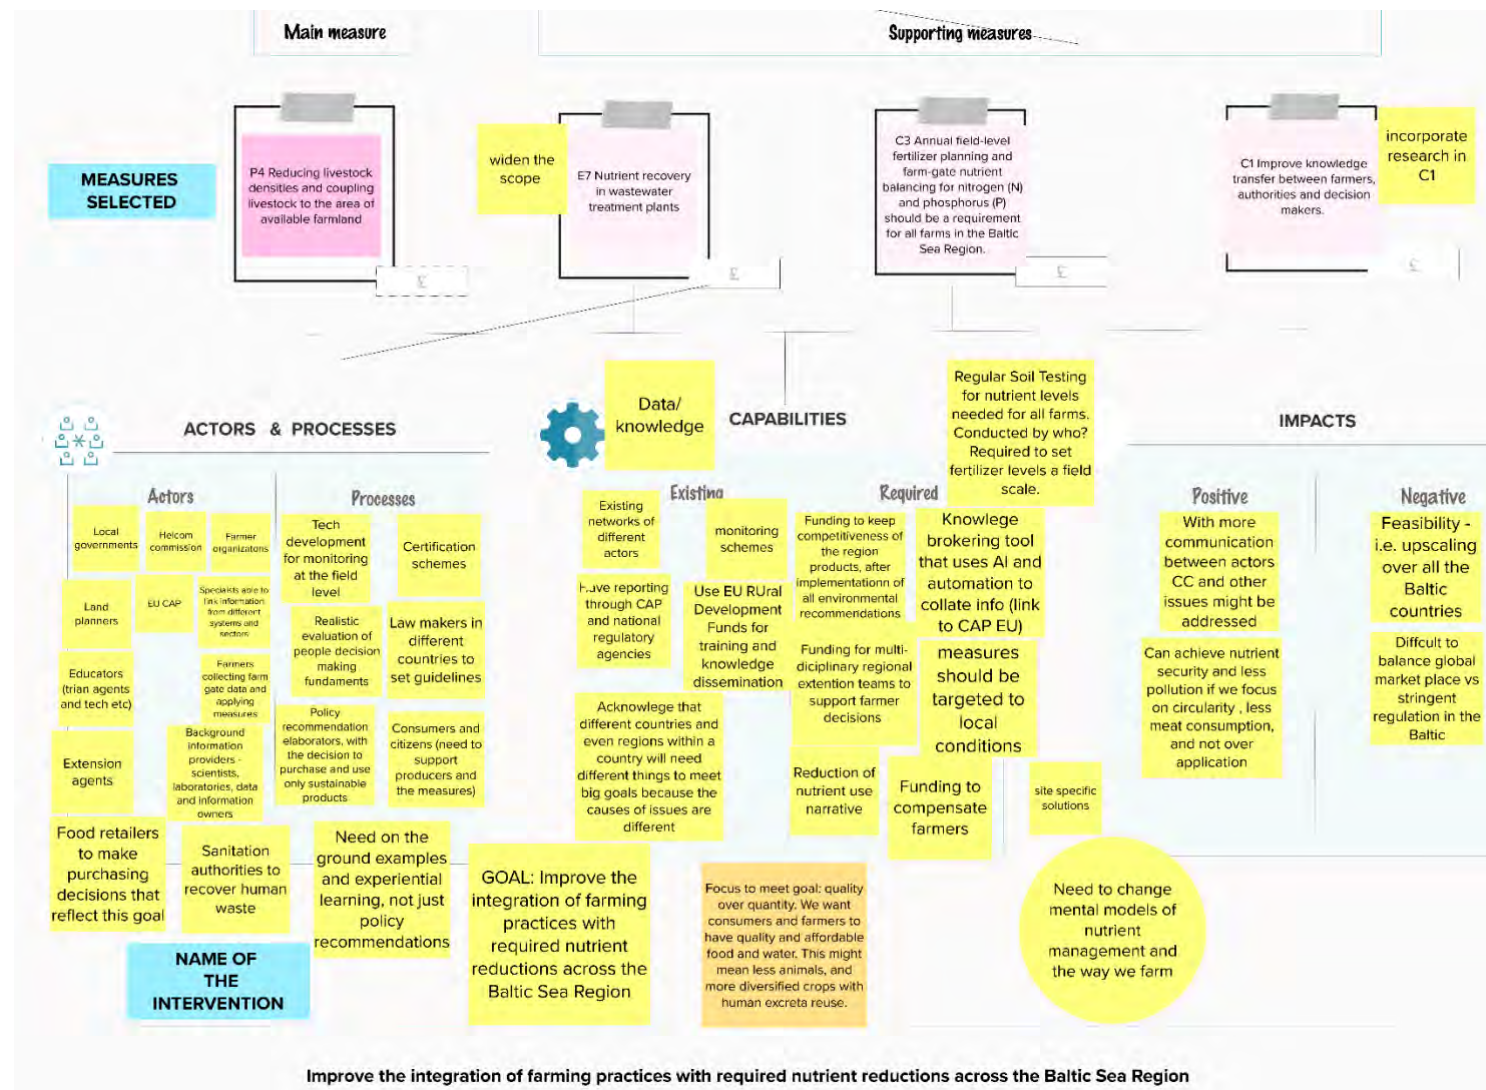 Main measure
Supporting measures
MEASURES
SELECTED
P4 Reducing livestock
densities and coupling
livestock to the area of
available farmland
widen the
scope
E7 Nutrient recovery
in wastewater
treatment plants
C3 Annual field-level
fertilizer planning and
farm-gate nutrient
balancing for nitrogen (N)
and phosphorus (P)
should be a requirement
for all farms in the Baltic
Sea Region.
C1 Improve knowledge
transfer between farmers,
authorities and decision
makers.
incorporate
research in
C1
£
£
£
£
ACTORS & PROCESSES
Actors
Local
governments
Helcom
commission
Farmer
organizatons
Land
planners
EU CAP
Specialists able to
link information
from different
systems and
sectors
Educators
(trian agents
and tech etc)
Farmers
collecting farm
gate data and
applying
measures
Extension
agents
Background
information
providers -
scientists,
laboratories, data
and information
owners
Food retailers
to make
purchasing
decisions that
reflect this goal
Sanitation
authorities to
recover human
waste
Processes
Tech
development
for monitoring
at the field
level
Certification
schemes
Realistic
evaluation of
people decision
making
fundaments
Law makers in
different
countries to
set guidelines
Policy
recommendation
elaborators, with
the decision to
purchase and use
only sustainable
products
Consumers and
citizens (need to
support
producers and
the measures)
Need on the
ground examples
and experiential
learning, not just
policy
recommendations
Data/
knowledge
CAPABILITIES
Regular Soil Testing
for nutrient levels
needed for all farms.
Conducted by who?
Required to set
fertilizer levels a field
scale.
Existing
Existing
networks of
different
actors
monitoring
schemes
Have reporting
through CAP
and national
regulatory
agencies
Use EU RUral
Development
Funds for
training and
knowledge
dissemination
Acknowlege that
different countries and
even regions within a
country will need
different things to meet
big goals because the
causes of issues are
different
Required
Funding to keep
competitiveness of
the region
products, after
implementationn of
all environmental
recommendations
Knowlege
brokering tool
that uses AI and
automation to
collate info (link
to CAP EU)
Funding for multi-
diciplinary regional
extention teams to
support farmer
decisions
measures
should be
targeted to
local
conditions
Reduction of
nutrient use
narrative
Funding to
compensate
farmers
site specific
solutions
IMPACTS
Positive
With more
communication
between actors
CC and other
issues might be
addressed
Can achieve nutrient
security and less
pollution if we focus
on circularity , less
meat consumption,
and not over
application
Negative
Feasibility -
i.e. upscaling
over all the
Baltic
countries
Diffcult to
balance global
market place vs
stringent
regulation in the
Baltic
NAME OF
THE
INTERVENTION
GOAL: Improve the
integration of farming
practices with
required nutrient
reductions across the
Baltic Sea Region
Focus to meet goal: quality
over quantity. We want
consumers and farmers to
have quality and affordable
food and water. This might
mean less animals, and
more diversified crops with
human excreta reuse.
Need to change
mental models of
nutrient
management and
the way we farm
Improve the integration of farming practices with required nutrient reductions across the Baltic Sea Region